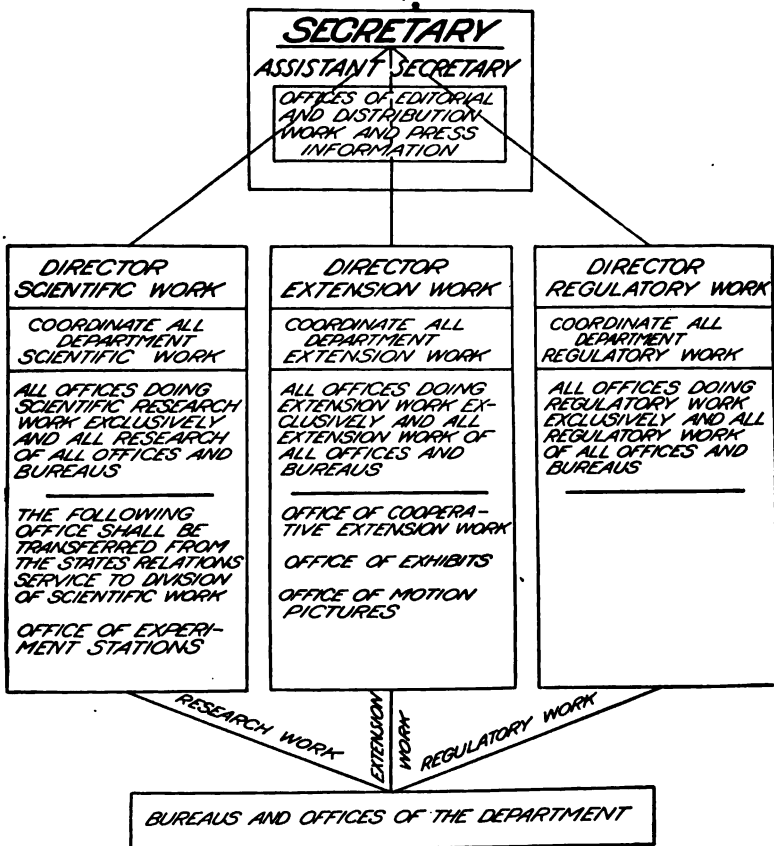 SECRETARY
ASSISTANT SECRETARY
OFFICES OF EDITORIAL
AND DISTRIBUTION
WORK AND PRESS
INFORMATION
DIRECTOR
SCIENTIFIC WORK
COORDINATE ALL
DEPARTMENT
SCIENTIFIC WORK
ALL OFFICES DOING
SCIENTIFIC RESEARCH
WORK EXCLUSIVELY
AND ALL RESEARCH
OF ALL OFFICES AND
BUREAUS
THE FOLLOWING
OFFICE SHALL BE
TRANSFERRED FROM
THE STATES RELATIONS
SERVICE TO DIVISION
OF SCIENTIFIC WORK
OFFICE OF EXPERI-
MENT STATIONS
DIRECTOR
EXTENSION WORK
COORDINATE ALL
DEPARTMENT
EXTENSION WORK
ALL OFFICES DOING
EXTENSION WORK EX-
CLUSIVELY AND ALL
EXTENSION WORK OF
ALL OFFICES AND
BUREAUS
OFFICE OF COOPERA-
TIVE EXTENSION WORK
OFFICE OF EXHIBITS
OFFICE OF MOTION
PICTURES
DIRECTOR
REGULATORY WORK
COORDINATE ALL
DEPARTMENT
REGULATORY WORK
ALL OFFICES DOING
REGULATORY WORK
EXCLUSIVELY AND ALL
REGULATORY WORK
OF ALL OFFICES AND
BUREAUS
RESEARCH WORK
EXTENSION
WORK
REGULATORY WORK
BUREAUS AND OFFICES OF THE DEPARTMENT